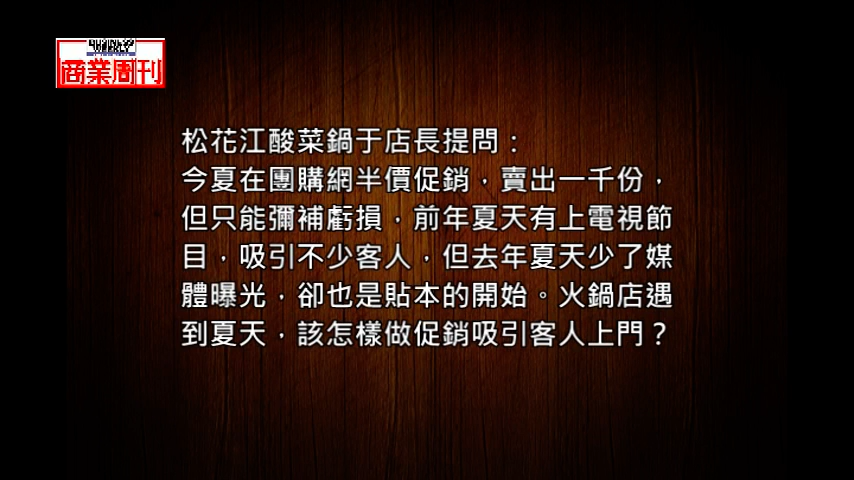 BUSINESS
WEEKLY
商業周刊
松花江酸菜鍋于店長提問：
今夏在團購網半價促銷，賣出一千份，
但只能彌補虧損，前年夏天有上電視節
目，吸引不少客人，但去年夏天少了媒
體曝光，卻也是貼本的開始。火鍋店遇
到夏天，該怎樣做促銷吸引客人上門？